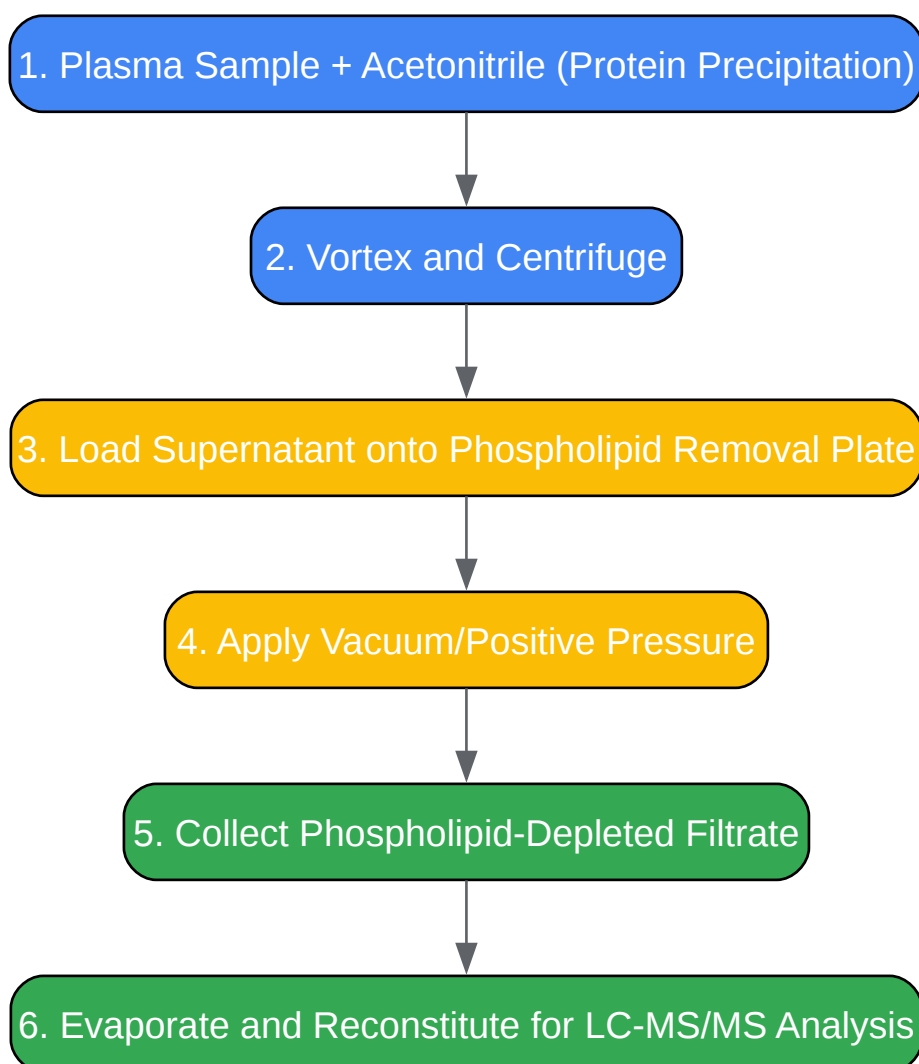 1. Plasma Sample + Acetonitrile (Protein Precipitation)
2. Vortex and Centrifuge
3. Load Supernatant onto Phospholipid Removal Plate
4. Apply Vacuum/Positive Pressure
5. Collect Phospholipid-Depleted Filtrate
6. Evaporate and Reconstitute for LC-MS/MS Analysis